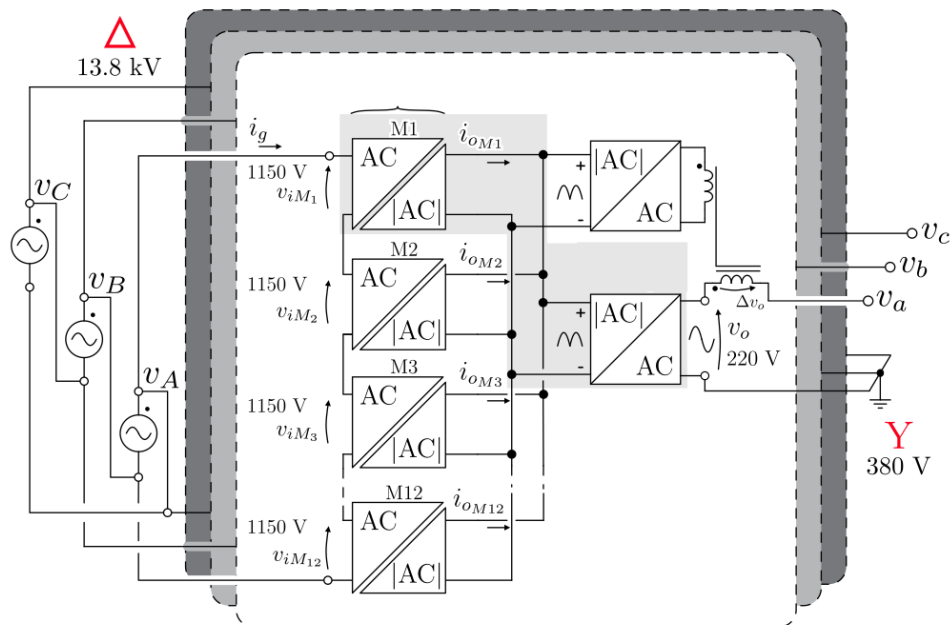 Δ
13.8 kV
i_g
M1
i_{oM1}
1150 V
v_{iM_1}
AC
|AC|
+
-
|AC|
AC
v_C
M2
i_{oM2}
1150 V
v_{iM_2}
AC
|AC|
v_c
v_b
v_B
+
-
|AC|
AC
Δv_o
v_a
v_o
220 V
M3
i_{oM3}
1150 V
v_{iM_3}
AC
|AC|
v_A
Y
380 V
M12
i_{oM12}
1150 V
v_{iM_{12}}
AC
|AC|